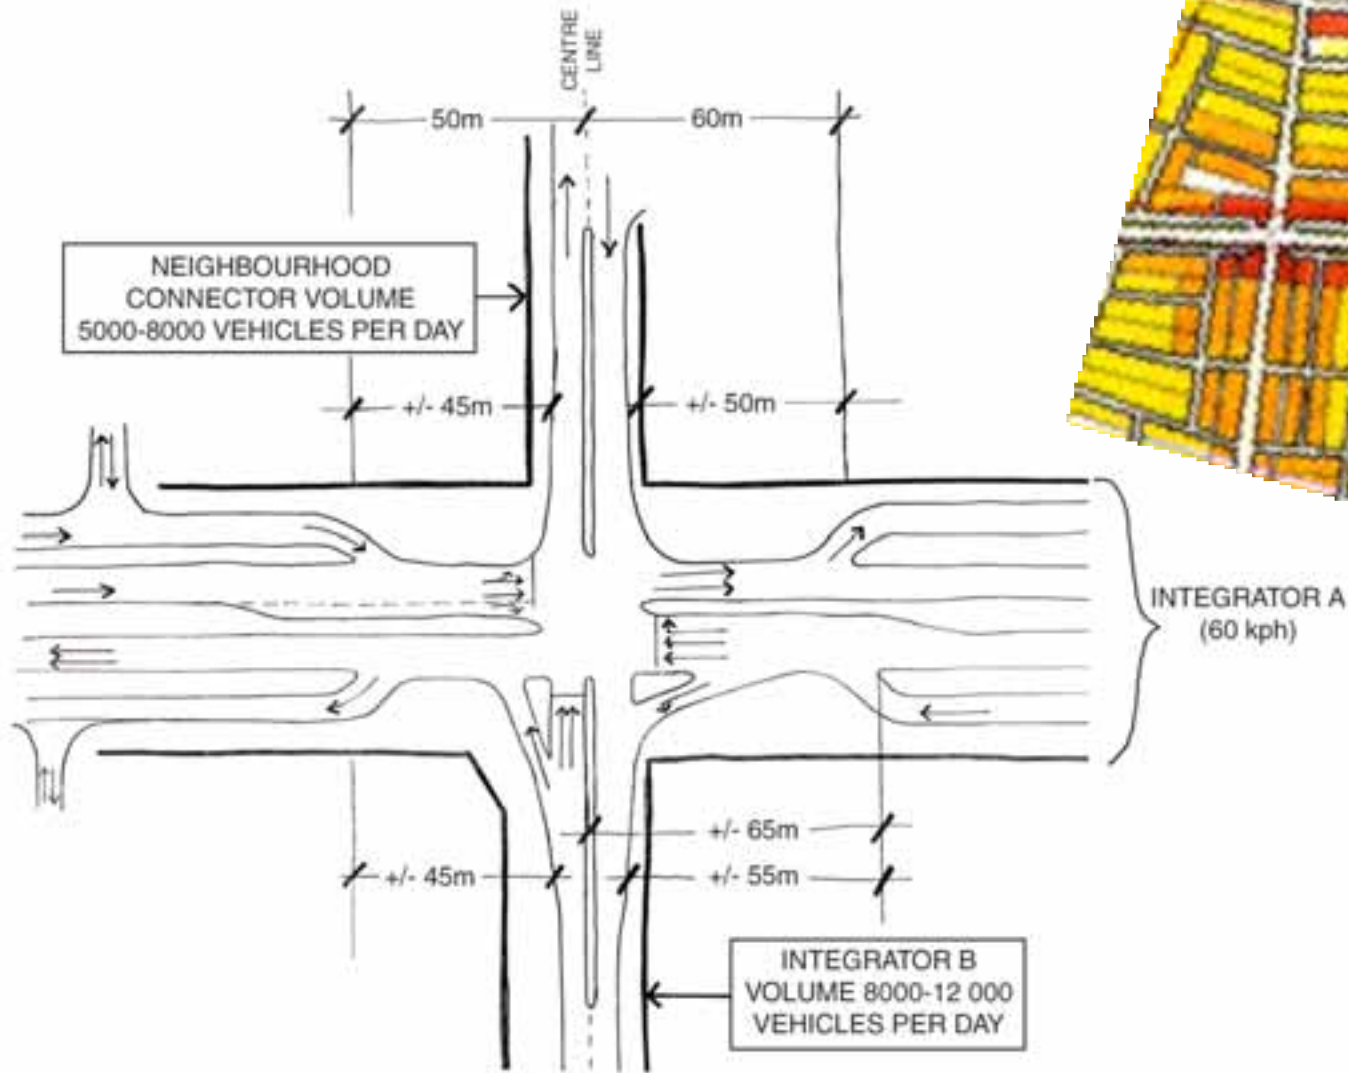 CENTRE
LINE
50m
60m
NEIGHBOURHOOD
CONNECTOR VOLUME
5000-8000 VEHICLES PER DAY
+/- 45m
+/- 50m
INTEGRATOR A
(60 kph)
+/- 65m
+/- 45m
+/- 55m
INTEGRATOR B
VOLUME 8000-12 000
VEHICLES PER DAY